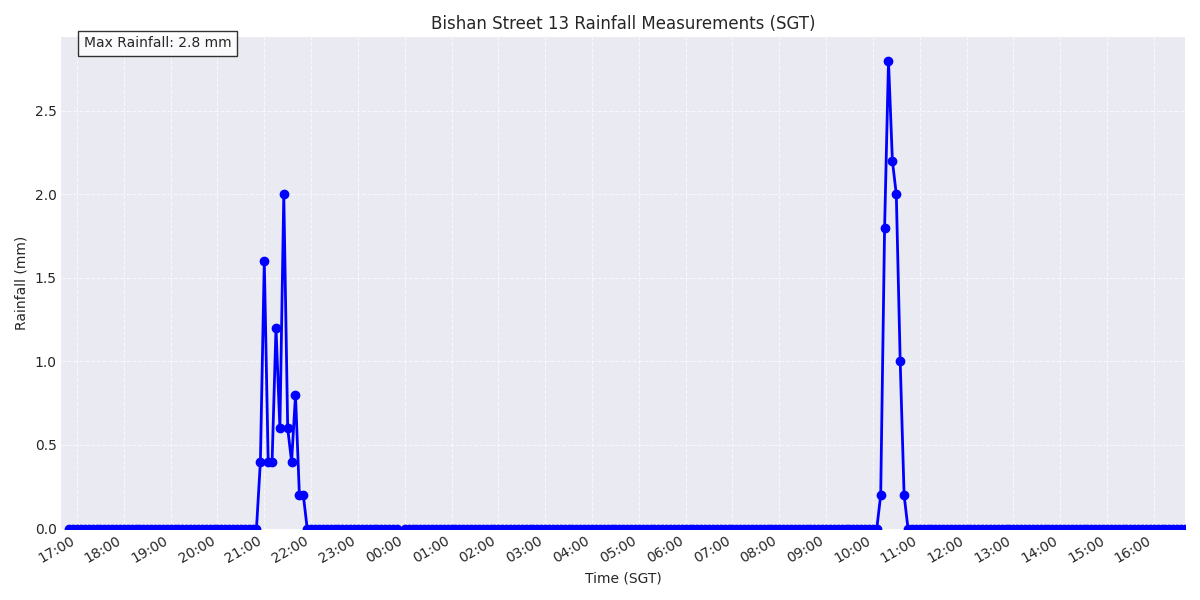 Bishan Street 13 Rainfall Measurements (SGT)
Max Rainfall: 2.8 mm
Rainfall (mm)
2.5
2.0
1.5
1.0
0.5
0.0
17:00 18:00 19:00 20:00 21:00 22:00 23:00 00:00 01:00 02:00 03:00 04:00 05:00 06:00 07:00 08:00 09:00 10:00 11:00 12:00 13:00 14:00 15:00 16:00
Time (SGT)